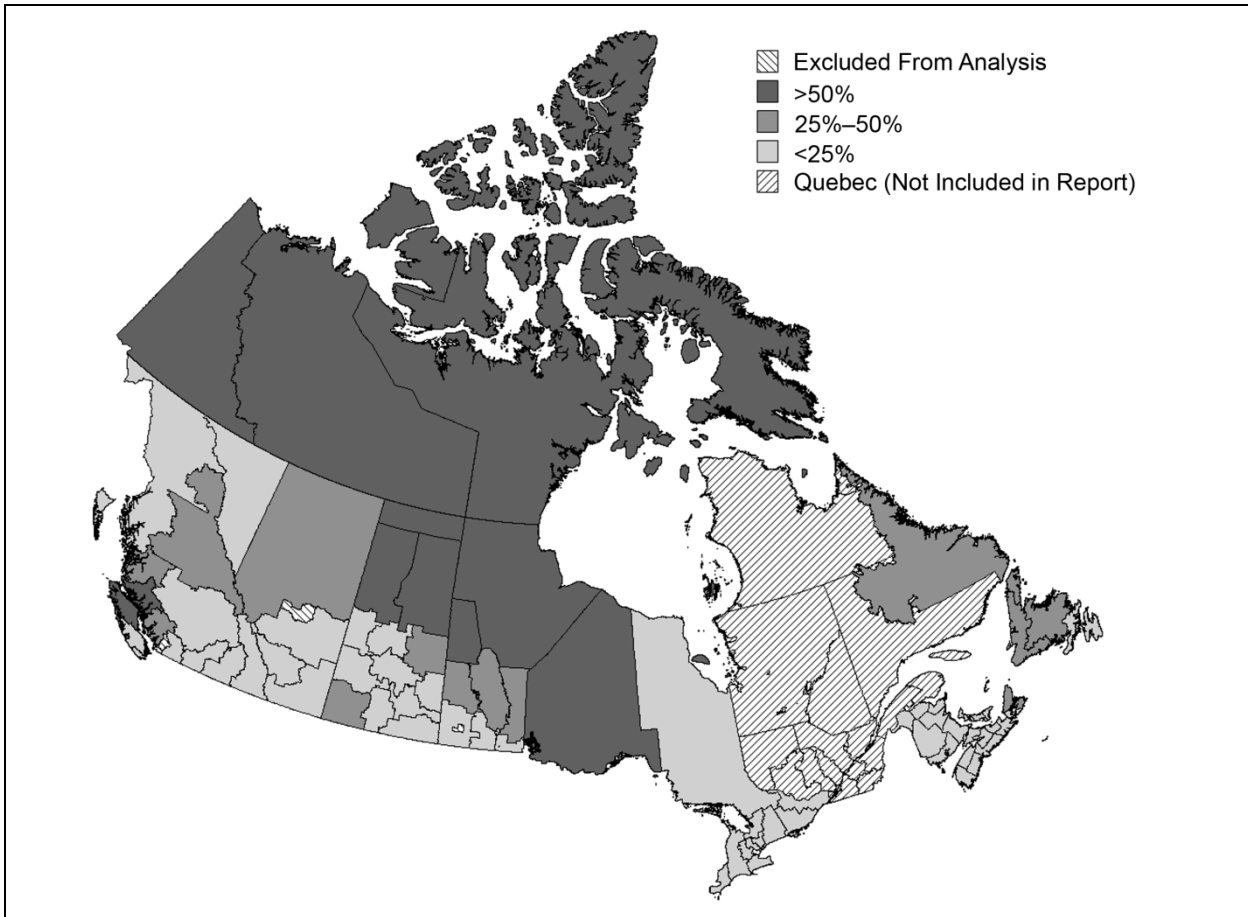 Excluded From Analysis
>50%
25%–50%
<25%
Quebec (Not Included in Report)